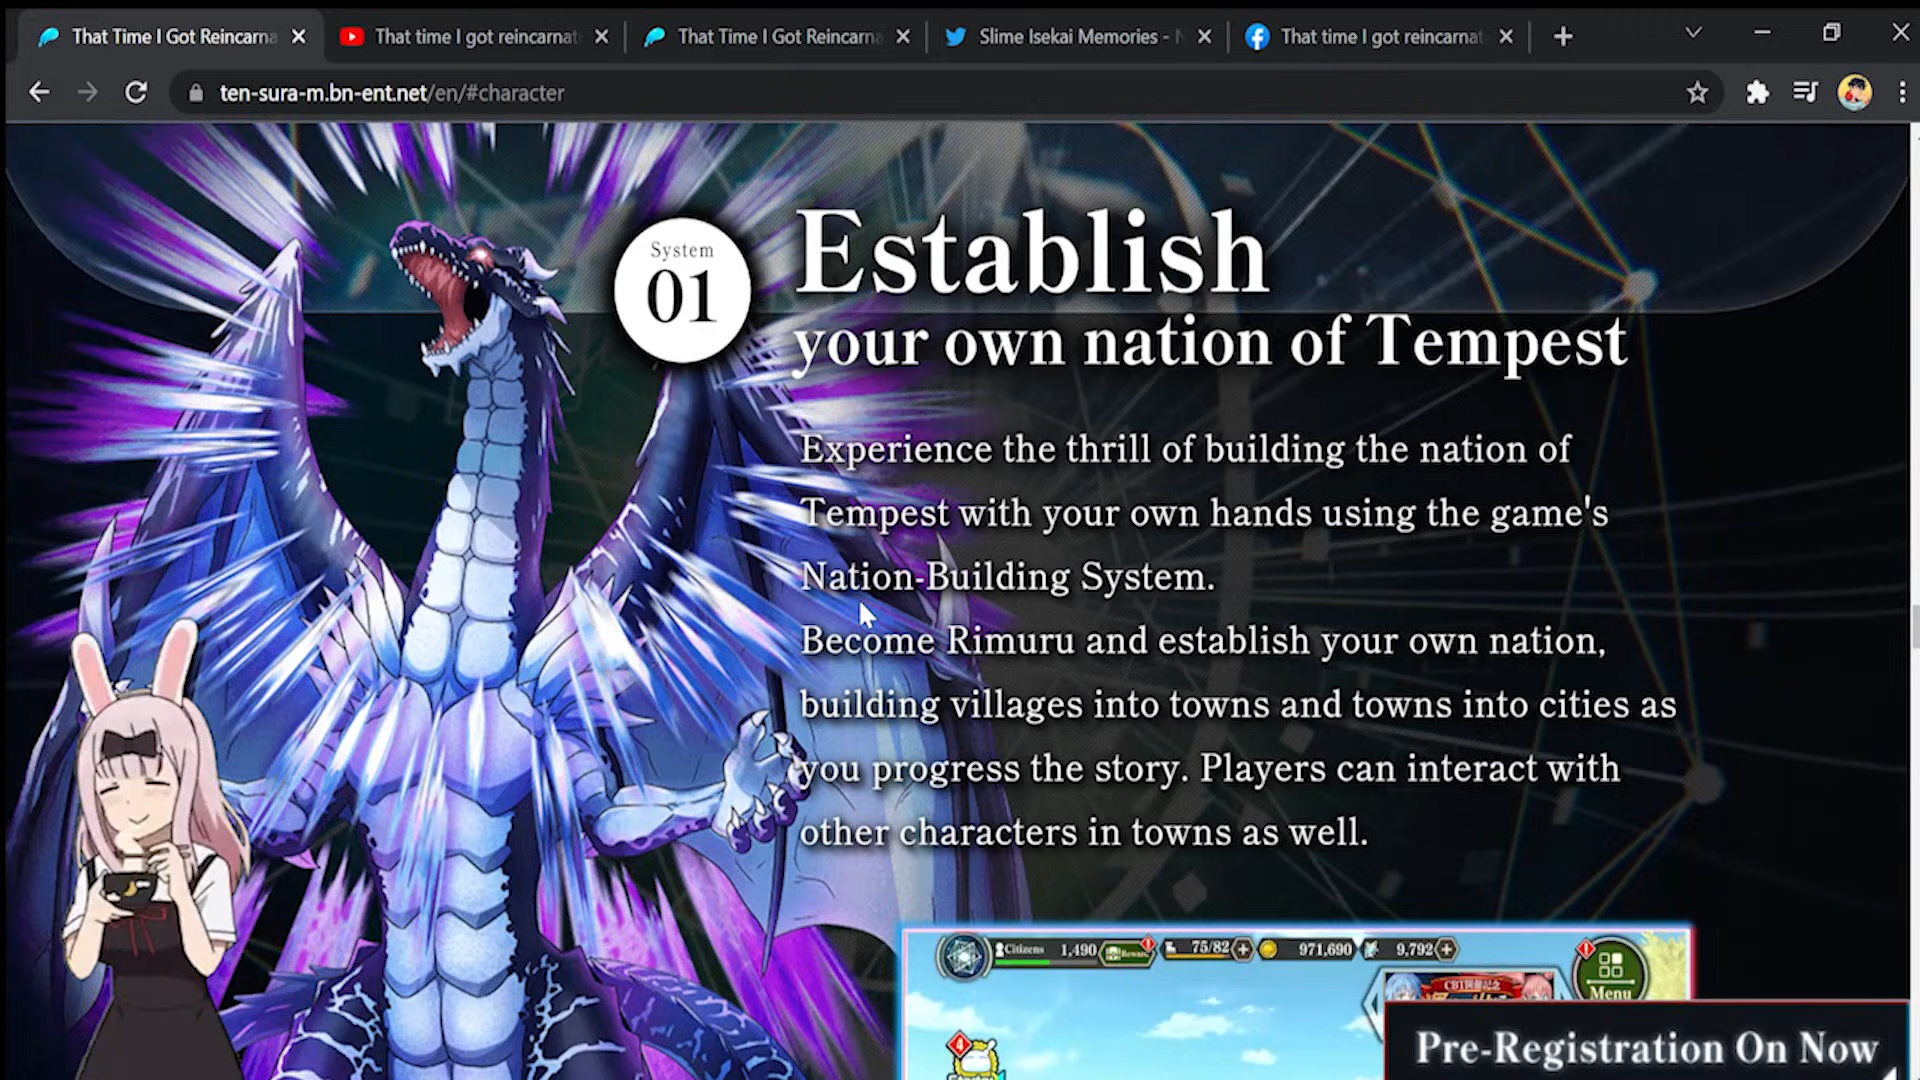 That Time I Got Reincarna
That time I got reincarnat
That Time I Got Reincarna
Slime Isekai Memories -
That time I got reincarnat
ten-sura-m.bn-ent.net/en/#character
System
01
Establish
your own nation of Tempest
Experience the thrill of building the nation of
Tempest with your own hands using the game's
Nation-Building System.
Become Rimuru and establish your own nation,
building villages into towns and towns into cities as
you progress the story. Players can interact with
other characters in towns as well.
Citizens 1,490
75/82
971,690
9,792
Menu
4
Pre-Registration On Now